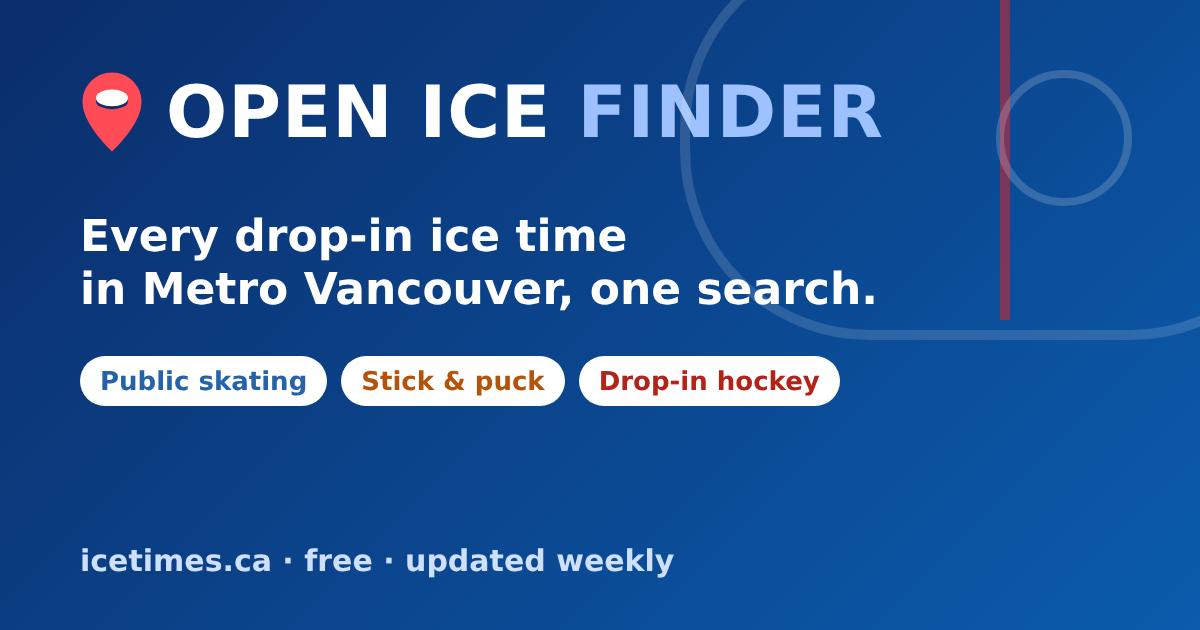 OPEN ICE FINDER
Every drop-in ice time
in Metro Vancouver, one search.
Public skating Stick & puck Drop-in hockey
icetimes.ca · free · updated weekly